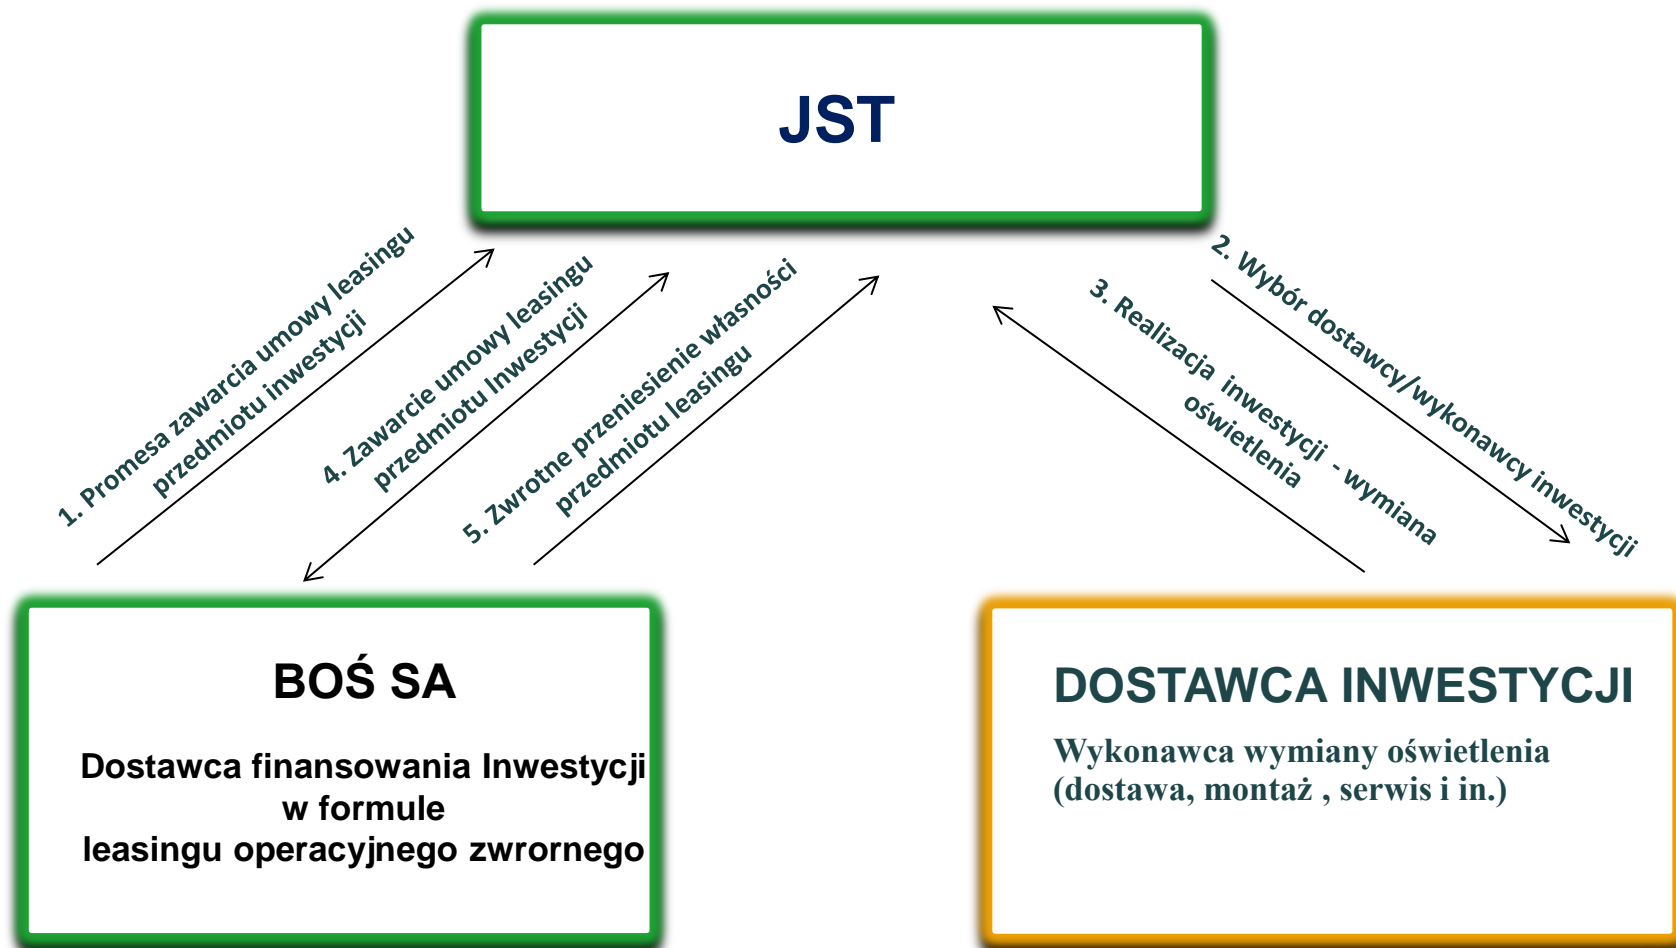 JST
1. Promesa zawarcia umowy leasingu
przedmiotu inwestycji
4. Zawarcie umowy leasingu
przedmiotu Inwestycji
5. Zwrotne przeniesienie własności
przedmiotu leasingu
3. Realizacja inwestycji - wymiana
oświetlenia
2. Wybór dostawcy/wykonawcy inwestycji
BOŚ SA
Dostawca finansowania Inwestycji
w formule
leasingu operacyjnego zwrornego
DOSTAWCA INWESTYCJI
Wykonawca wymiany oświetlenia
(dostawa, montaż , serwis i in.)